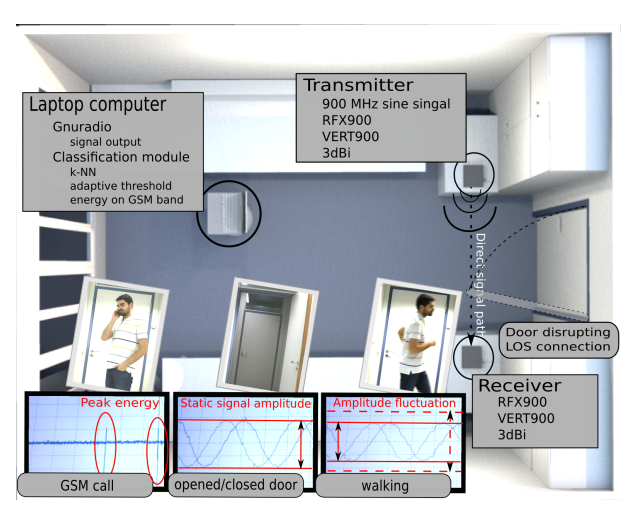 Laptop computer
Gnuradio
signal output
Classification module
k-NN
adaptive threshold
energy on GSM band
Transmitter
900 MHz sine singal
RFX900
VERT900
3dBi
Direct signal path
Door disrupting
LOS connection
Receiver
RFX900
VERT900
3dBi
Peak energy
GSM call
Static signal amplitude
opened/closed door
Amplitude fluctuation
walking